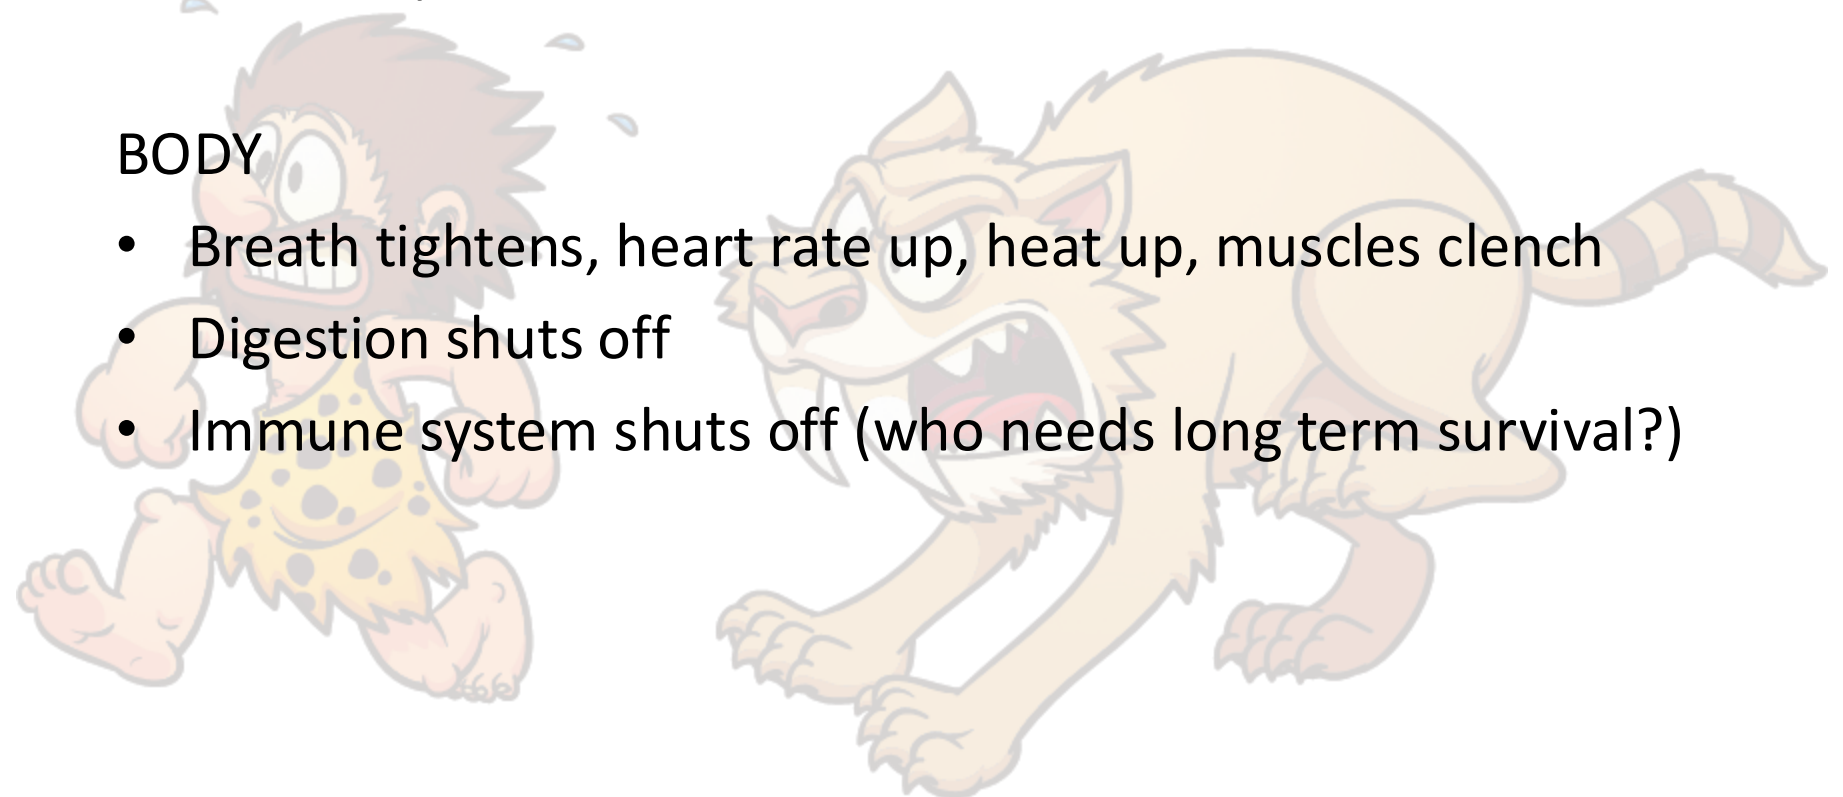 BODY
• Breath tightens, heart rate up, heat up, muscles clench
• Digestion shuts off
• Immune system shuts off (who needs long term survival?)